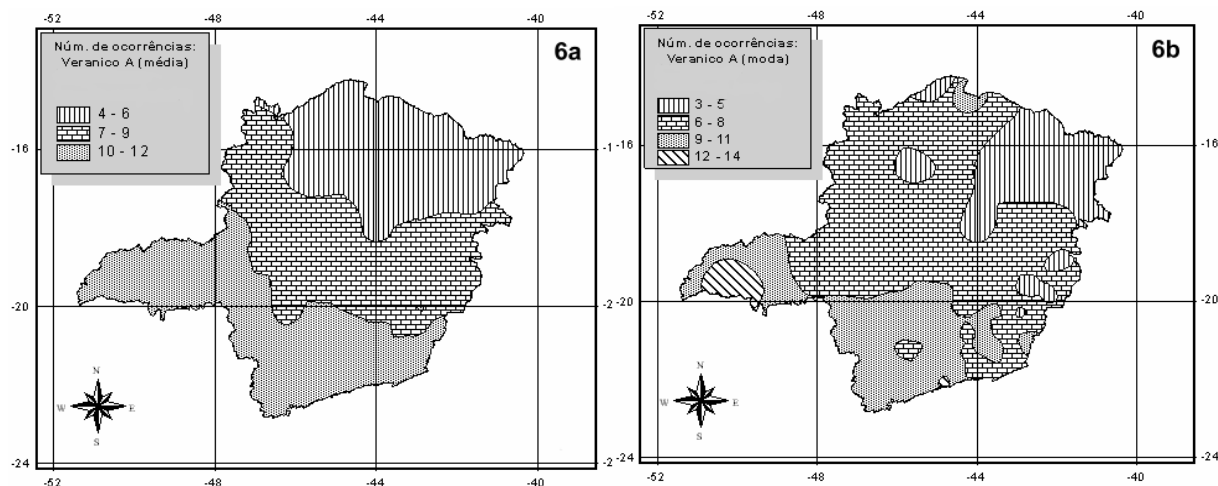 -52 -48 -44 -40
Núm. de ocorrências:
Veranico A (média)
4 - 6
7 - 9
10 - 12
6a
-16
-20
-24
N
W E
S
-52 -48 -44 -40
-52 -48 -44 -40
Núm. de ocorrências:
Veranico A (moda)
3 - 5
6 - 8
9 - 11
12 - 14
6b
-1-16 -16
-2-20 -20
-2-24 -24
N
W E
S
-52 -48 -44 -40